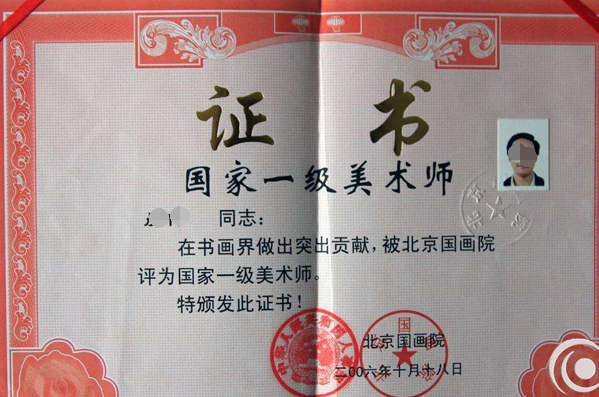 证 书
国家一级美术师
同志：
在书画界做出突出贡献，被北京国画院
评为国家一级美术师。
特颁发此证书！
北京国画院
二00六年十月十八日